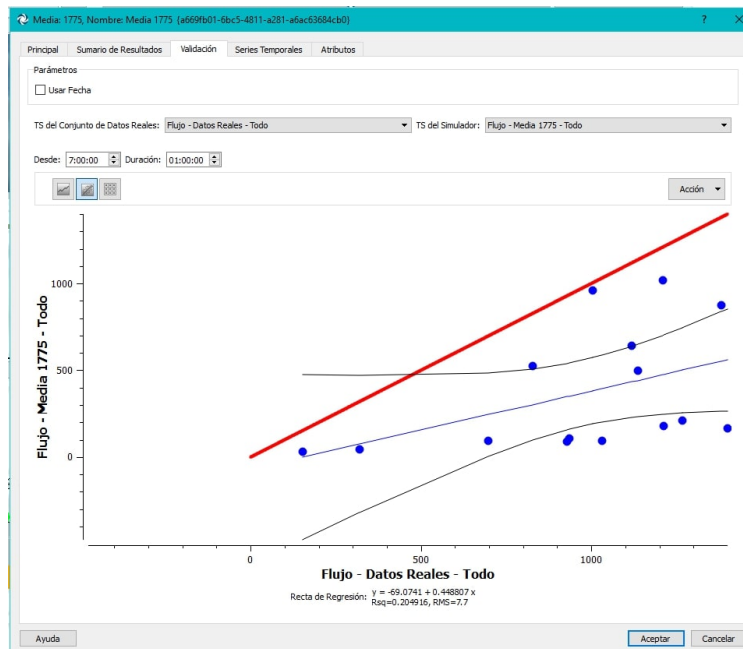 Media: 1775, Nombre: Media 1775 {a669fb01-6bc5-4811-a281-a6ac63684cb0}
? X
Principal Sumario de Resultados Validación Series Temporales Atributos
Parámetros
Usar Fecha
TS del Conjunto de Datos Reales: Flujo - Datos Reales - Todo TS del Simulador: Flujo - Media 1775 - Todo
Desde: 7:00:00 Duración: 01:00:00
Acción
Flujo - Media 1775 - Todo
1000
500
0
0 500 1000
Flujo - Datos Reales - Todo
Recta de Regresión: y = -69.0741 + 0.448807 x
Rsq=0.204916, RMS=7.7
Ayuda Aceptar Cancelar